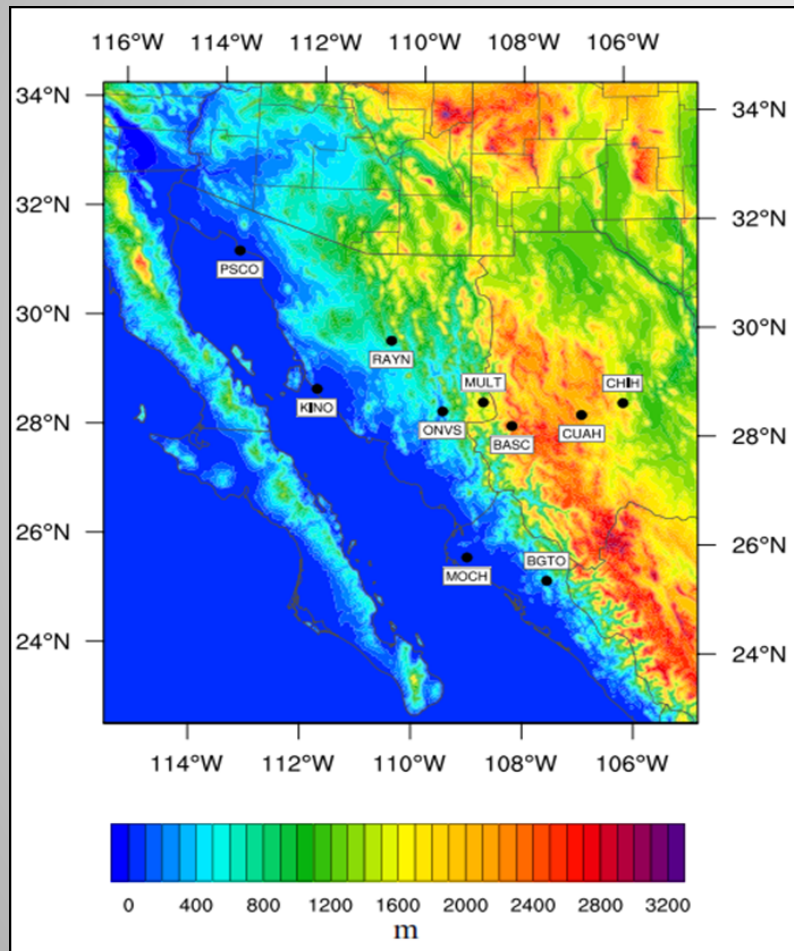 116°W 114°W 112°W 110°W 108°W 106°W
34°N 34°N
32°N 32°N
PSCO
30°N 30°N
RAYN
MULT CHIH
KINO
28°N 28°N
ONVS BASC CUAH
26°N 26°N
BGTO
MOCH
24°N 24°N
114°W 112°W 110°W 108°W 106°W
0 400 800 1200 1600 2000 2400 2800 3200
m